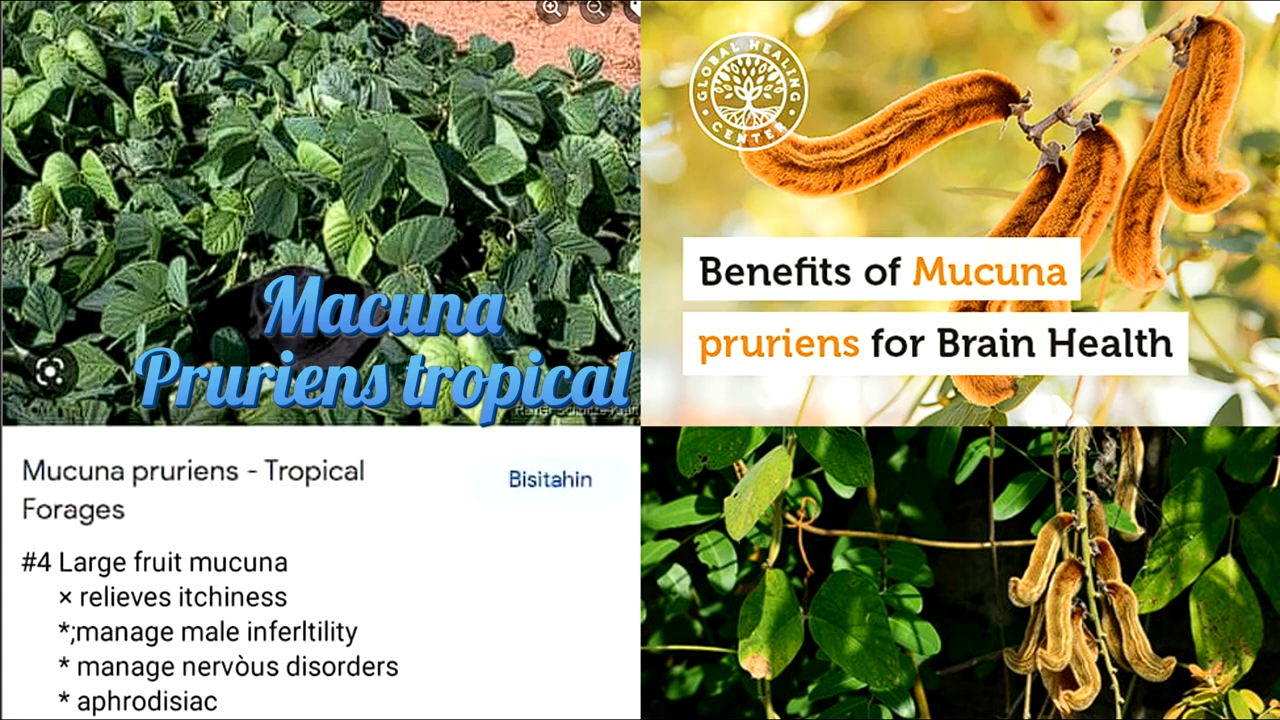 Macuna
Pruriens tropical
GLOBAL HEALING
CENTER
Benefits of Mucuna
pruriens for Brain Health
Mucuna pruriens - Tropical
Forages
Bisitahin
#4 Large fruit mucuna
× relieves itchiness
*;manage male inferltility
* manage nervòus disorders
* aphrodisiac